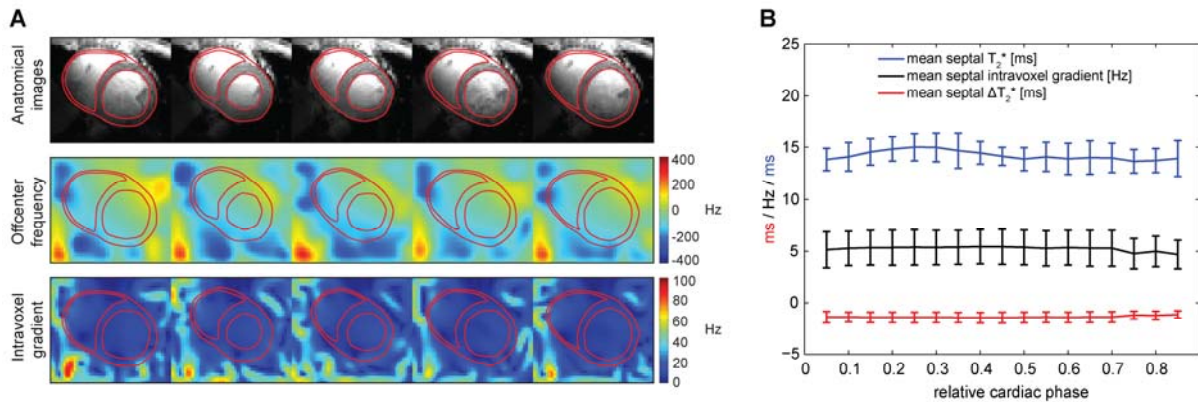 A
Anatomical
images
Offcenter
frequency
400
200
0
-200
-400
Hz
Intravoxel
gradient
100
80
60
40
20
0
Hz
B
mean septal T2* [ms]
mean septal intravoxel gradient [Hz]
mean septal ΔT2* [ms]
ms / Hz / ms
25
20
15
10
5
0
−5
0 0.1 0.2 0.3 0.4 0.5 0.6 0.7 0.8 0.9
relative cardiac phase